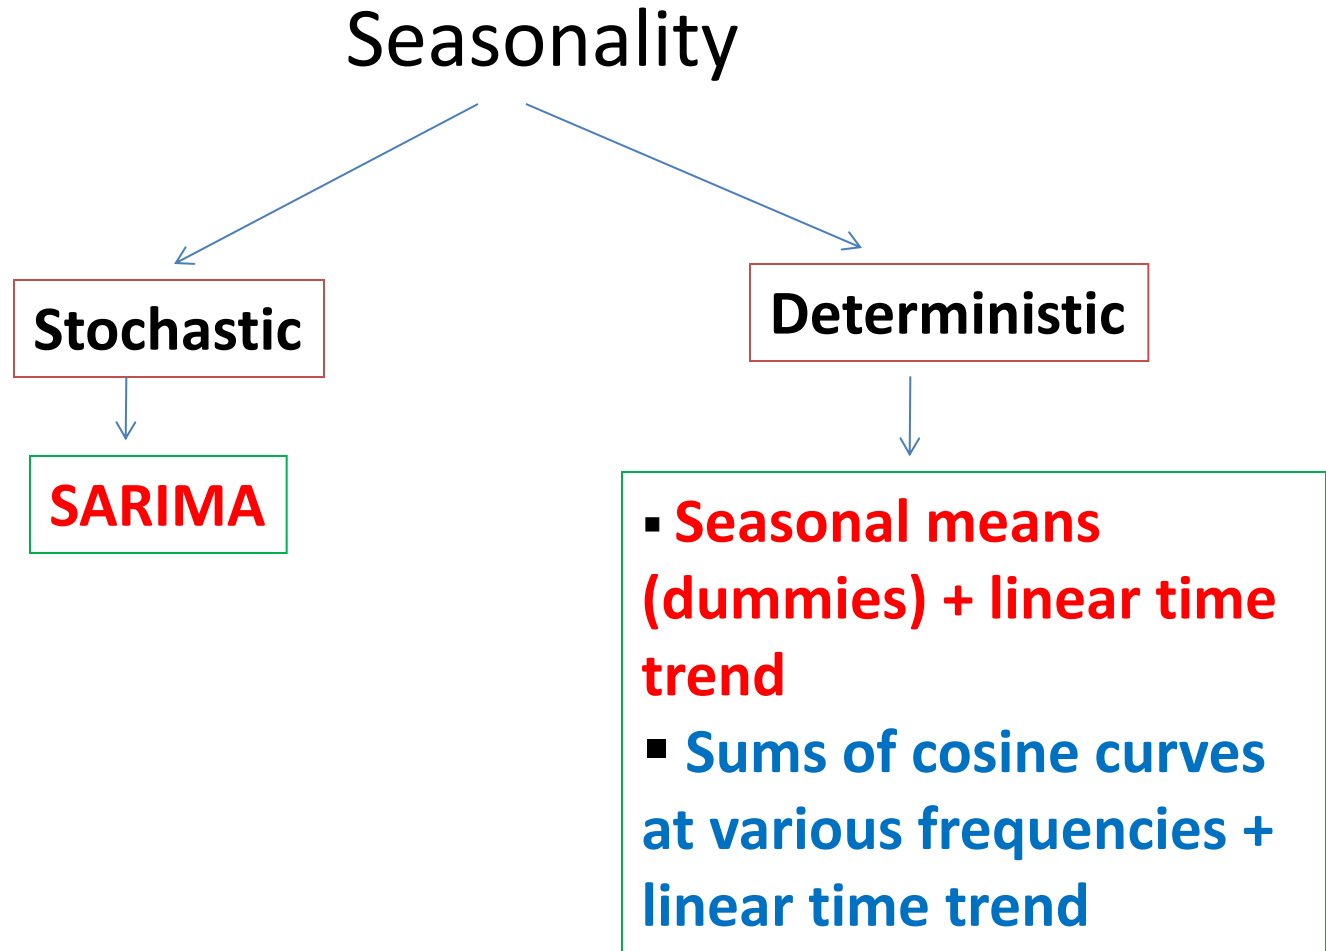 Seasonality
Stochastic
Deterministic
SARIMA
▪ Seasonal means
(dummies) + linear time
trend
▪ Sums of cosine curves
at various frequencies +
linear time trend